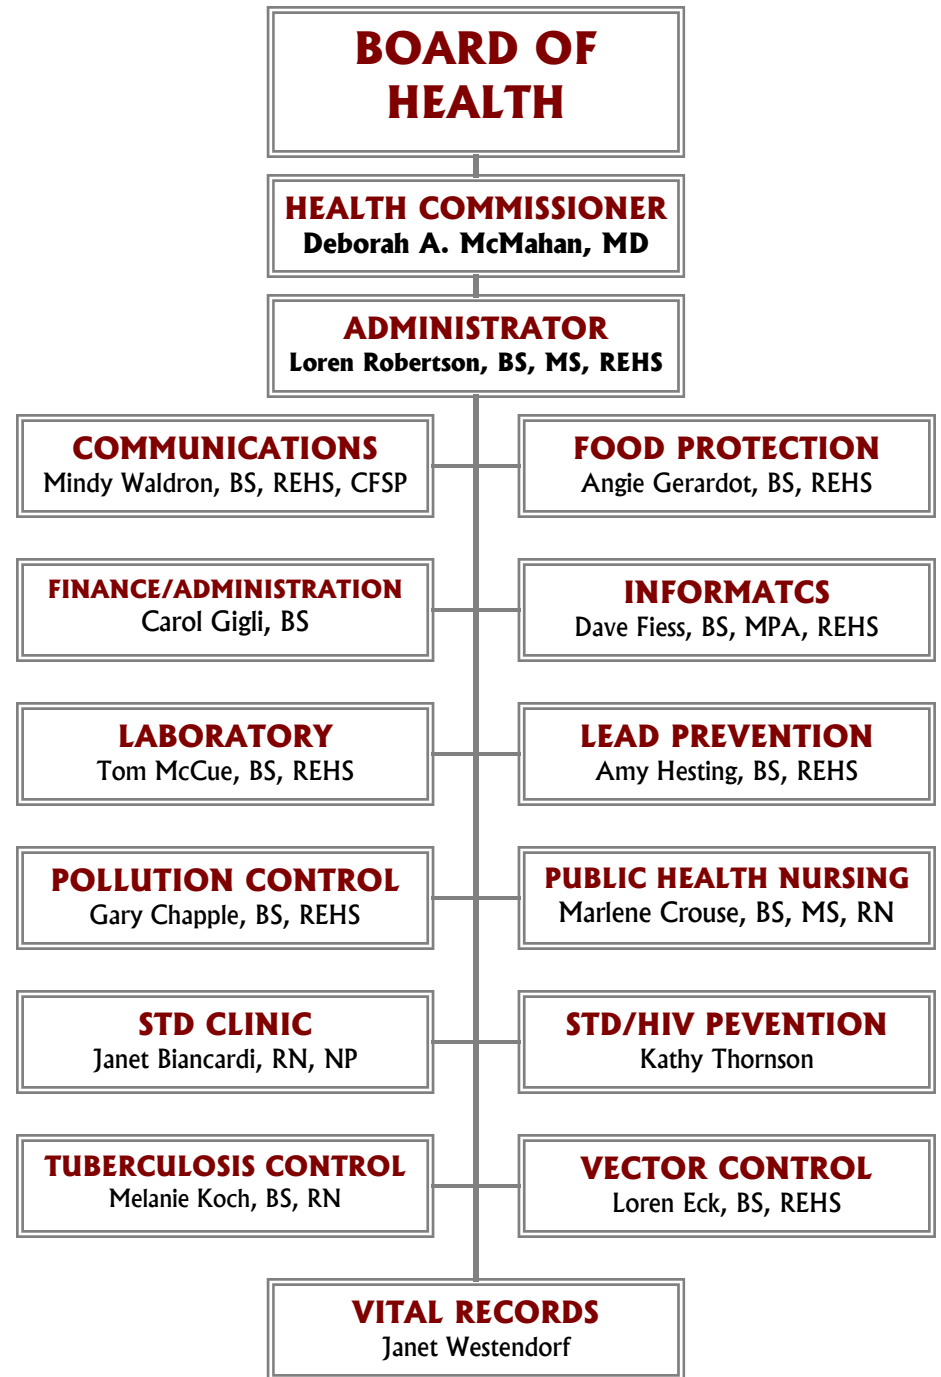 BOARD OF
HEALTH
HEALTH COMMISSIONER
Deborah A. McMahan, MD
ADMINISTRATOR
Loren Robertson, BS, MS, REHS
COMMUNICATIONS
Mindy Waldron, BS, REHS, CFSP
FOOD PROTECTION
Angie Gerardot, BS, REHS
FINANCE/ADMINISTRATION
Carol Gigli, BS
INFORMATCS
Dave Fiess, BS, MPA, REHS
LABORATORY
Tom McCue, BS, REHS
LEAD PREVENTION
Amy Hesting, BS, REHS
POLLUTION CONTROL
Gary Chapple, BS, REHS
PUBLIC HEALTH NURSING
Marlene Crouse, BS, MS, RN
STD CLINIC
Janet Biancardi, RN, NP
STD/HIV PEVENTION
Kathy Thornson
TUBERCULOSIS CONTROL
Melanie Koch, BS, RN
VECTOR CONTROL
Loren Eck, BS, REHS
VITAL RECORDS
Janet Westendorf